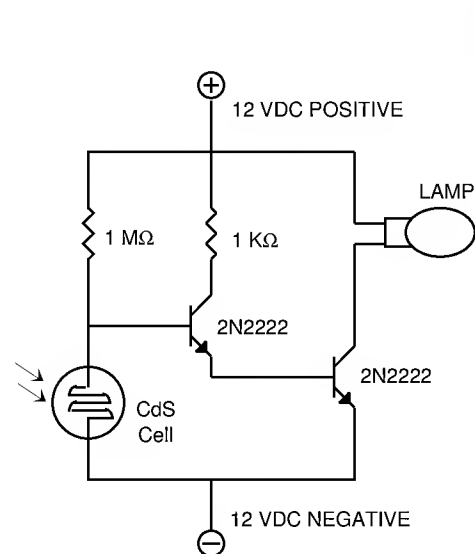 12 VDC POSITIVE
LAMP
1 MΩ
1 KΩ
2N2222
2N2222
CdS
Cell
12 VDC NEGATIVE